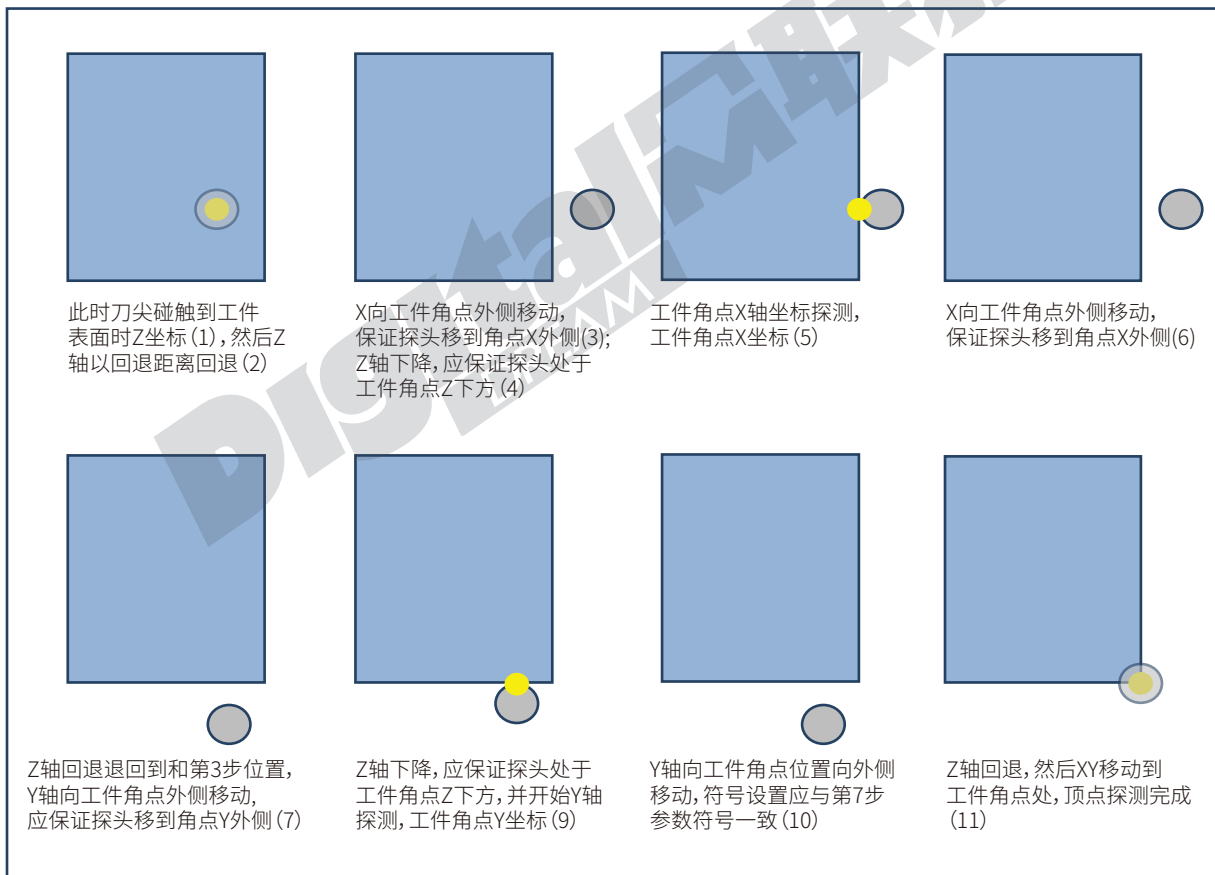 此时刀尖碰触到工件
表面时Z坐标(1),然后Z
轴以回退距离回退(2)
X向工件角点外侧移动,
保证探头移到角点X外侧(3);
Z轴下降,应保证探头处于
工件角点Z下方(4)
工件角点X轴坐标探测,
工件角点X坐标(5)
X向工件角点外侧移动,
保证探头移到角点X外侧(6)
Z轴回退退回到和第3步位置,
Y轴向工件角点外侧移动,
应保证探头移到角点Y外侧(7)
Z轴下降,应保证探头处于
工件角点Z下方,并开始Y轴
探测,工件角点Y坐标(9)
Y轴向工件角点位置向外侧
移动,符号设置应与第7步
参数符号一致(10)
Z轴回退,然后XY移动到
工件角点处,顶点探测完成
(11)
Digital